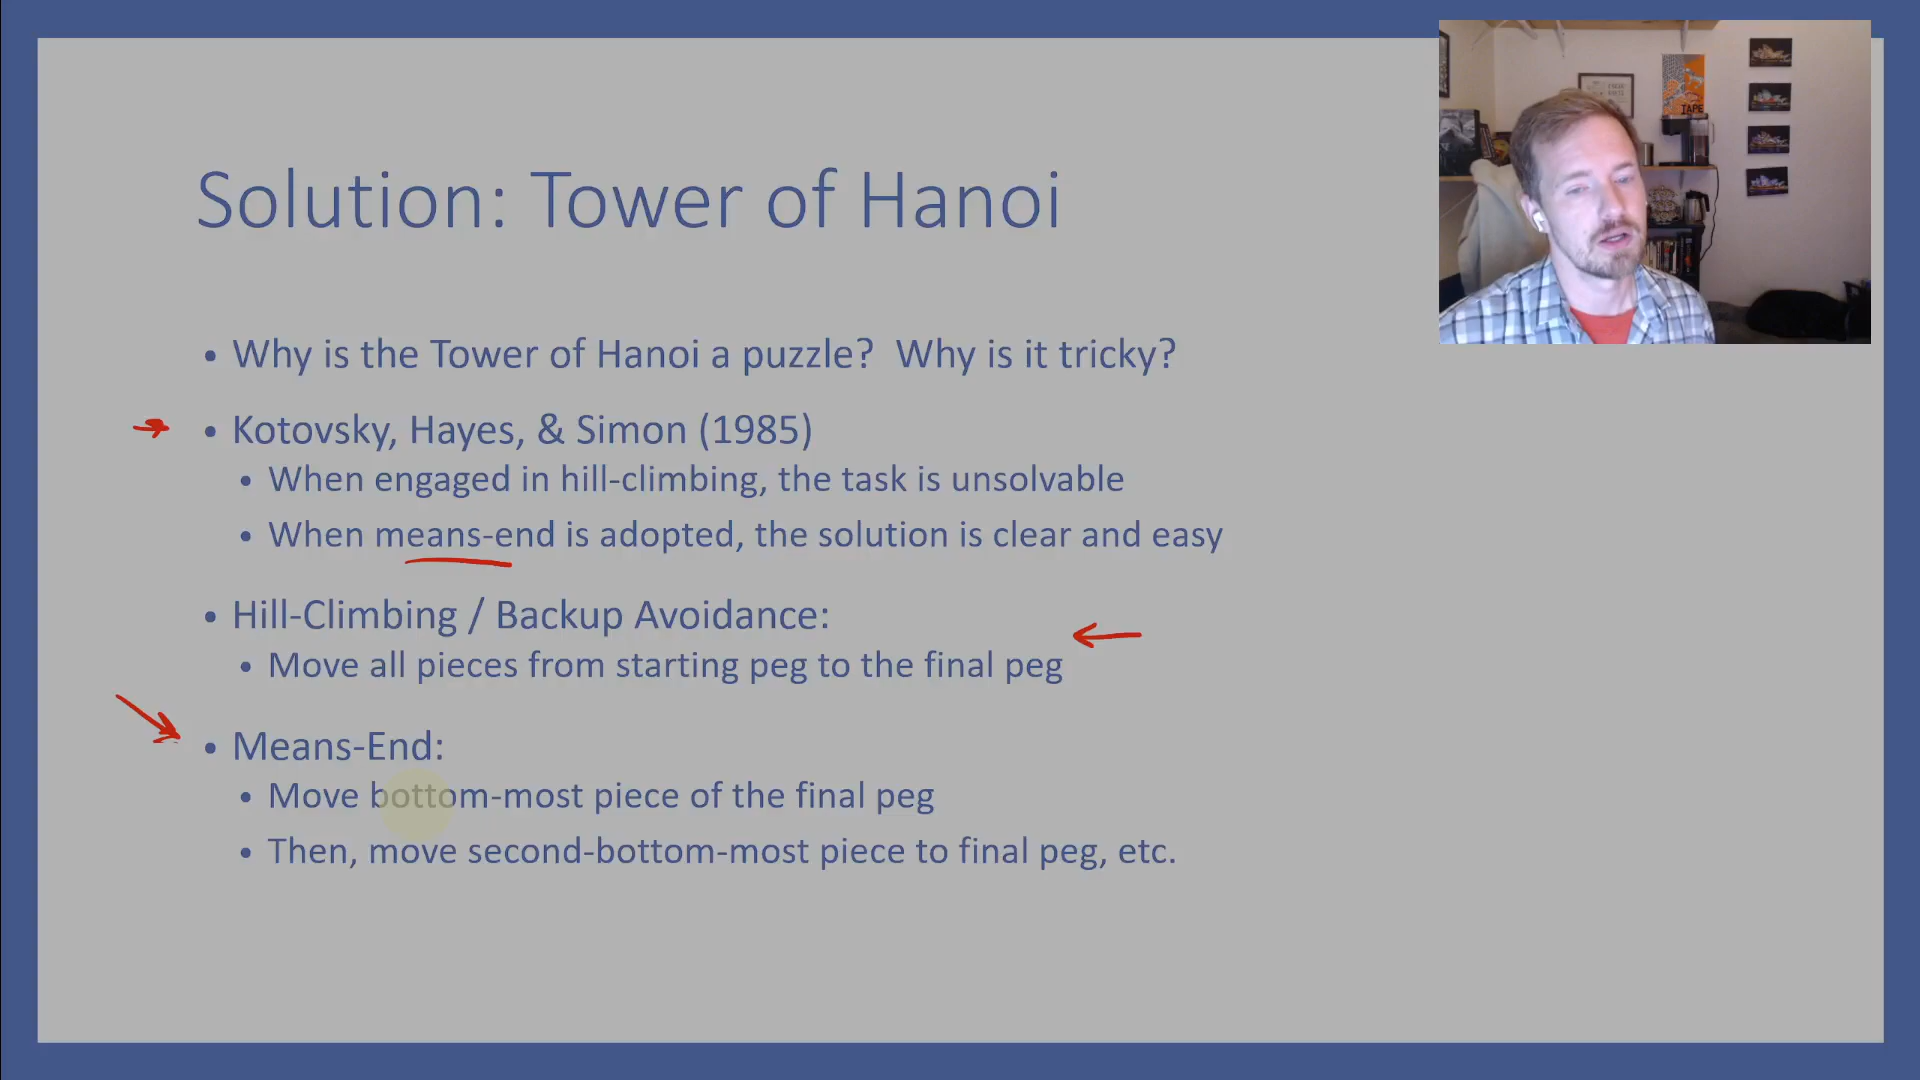 Solution: Tower of Hanoi
• Why is the Tower of Hanoi a puzzle? Why is it tricky?
• Kotovsky, Hayes, & Simon (1985)
• When engaged in hill-climbing, the task is unsolvable
• When means-end is adopted, the solution is clear and easy
• Hill-Climbing / Backup Avoidance:
• Move all pieces from starting peg to the final peg
• Means-End:
• Move bottom-most piece of the final peg
• Then, move second-bottom-most piece to final peg, etc.
TAPE